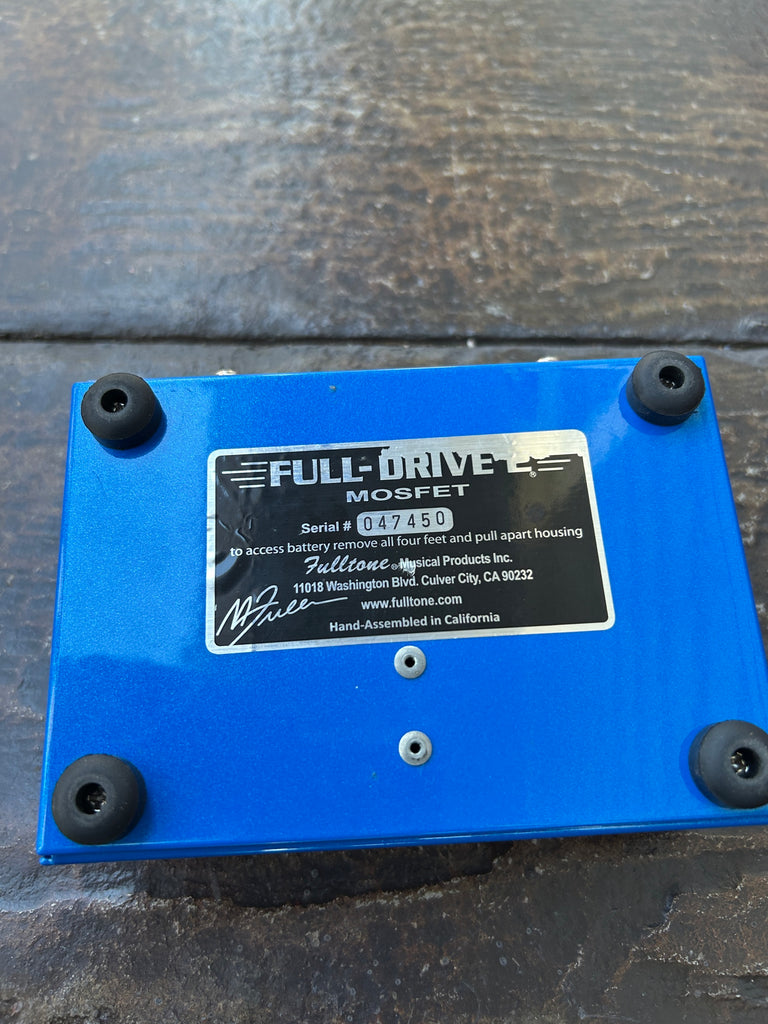 FULL-DRIVE 2®
MOSFET
Serial # 047450
to access battery remove all four feet and pull apart housing
Fulltone® Musical Products Inc.
11018 Washington Blvd. Culver City, CA 90232
www.fulltone.com
M Fuller
Hand-Assembled in California